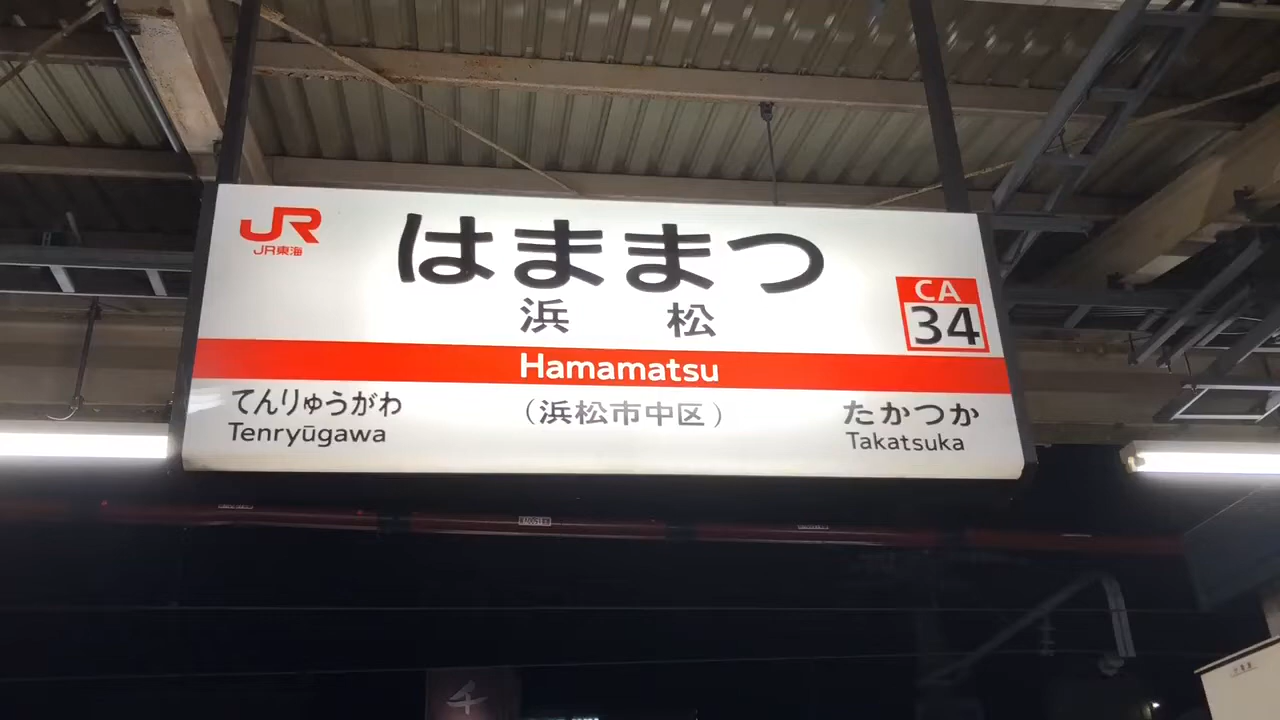 JR
JR東海
はままつ
浜 松
CA
34
Hamamatsu
てんりゅうがわ
Tenryūgawa
（浜松市中区）
たかつか
Takatsuka
千